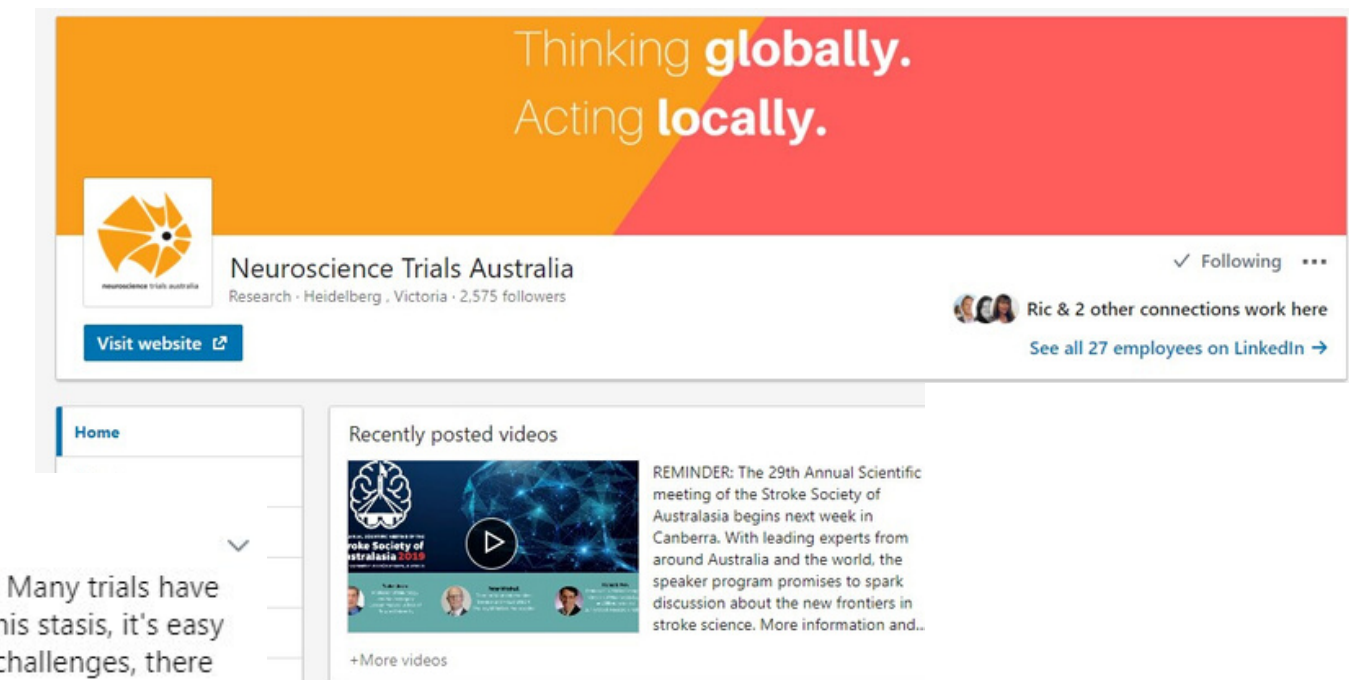 Thinking globally.
Acting locally.
neuroscience trials australia
Neuroscience Trials Australia
Research · Heidelberg , Victoria · 2,575 followers
Following
Visit website
Ric & 2 other connections work here
See all 27 employees on LinkedIn →
Home
Recently posted videos
REMINDER: The 29th Annual Scientific
meeting of the Stroke Society of
Australasia begins next week in
Canberra. With leading experts from
around Australia and the world, the
speaker program promises to spark
discussion about the new frontiers in
stroke science. More information and...
roke Society of
stralasia 2019
+More videos
Many trials have
his stasis, it's easy
challenges, there